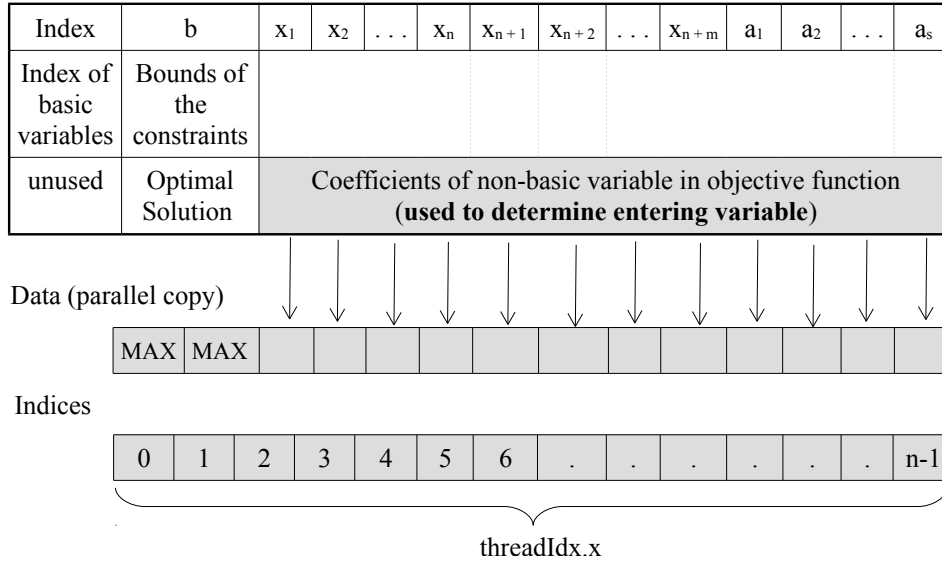 Index b x1 x2 . . . xn xn + 1 xn + 2 . . . xn + m a1 a2 . . . as
Index of basic variables Bounds of the constraints
unused Optimal Solution Coefficients of non-basic variable in objective function (used to determine entering variable)
Data (parallel copy)
MAX MAX
Indices
0 1 2 3 4 5 6 . . . . . . n-1
threadIdx.x